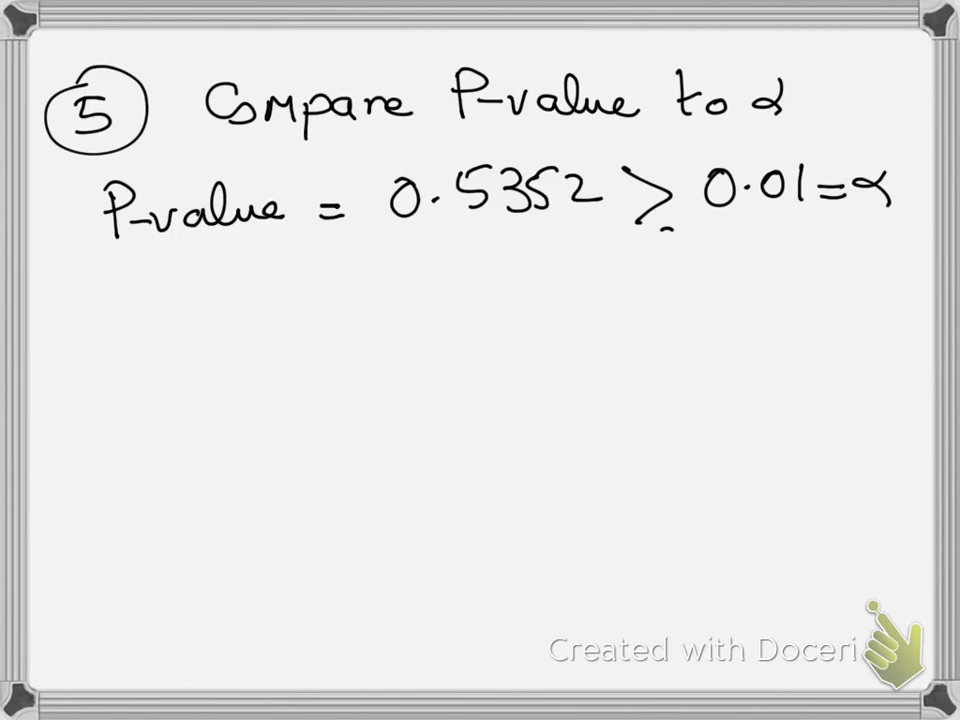 5 Compare P-value to α
P-value = 0.5352 > 0.01 = α
Created with Doceri